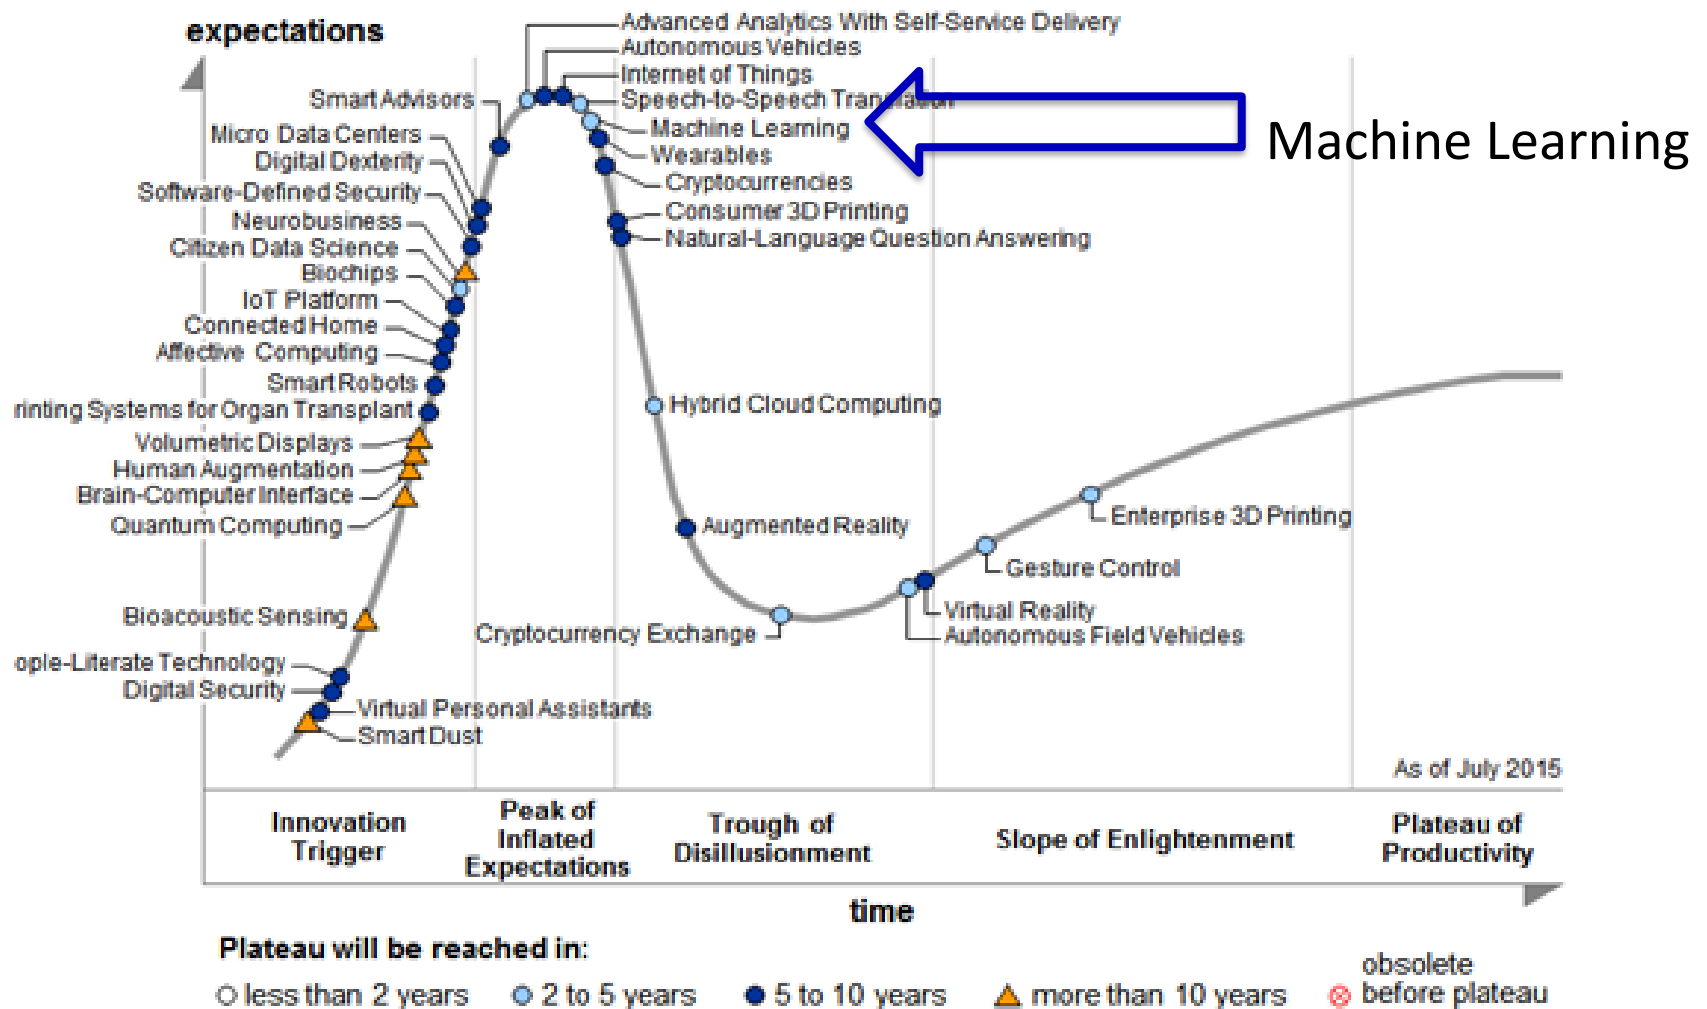 expectations
Advanced Analytics With Self-Service Delivery
Autonomous Vehicles
Internet of Things
Speech-to-Speech Translation
Machine Learning
Wearables
Cryptocurrencies
Consumer 3D Printing
Natural-Language Question Answering
Machine Learning
Smart Advisors
Micro Data Centers
Digital Dexterity
Software-Defined Security
Neurobusiness
Citizen Data Science
Biochips
IoT Platform
Connected Home
Affective Computing
Smart Robots
rinting Systems for Organ Transplant
Volumetric Displays
Human Augmentation
Brain-Computer Interface
Quantum Computing
Bioacoustic Sensing
ople-Literate Technology
Digital Security
Virtual Personal Assistants
Smart Dust
Hybrid Cloud Computing
Augmented Reality
Cryptocurrency Exchange
Enterprise 3D Printing
Gesture Control
Virtual Reality
Autonomous Field Vehicles
As of July 2015
Innovation
Trigger
Peak of
Inflated
Expectations
Trough of
Disillusionment
Slope of Enlightenment
Plateau of
Productivity
time
Plateau will be reached in:
less than 2 years
2 to 5 years
5 to 10 years
more than 10 years
obsolete
before plateau